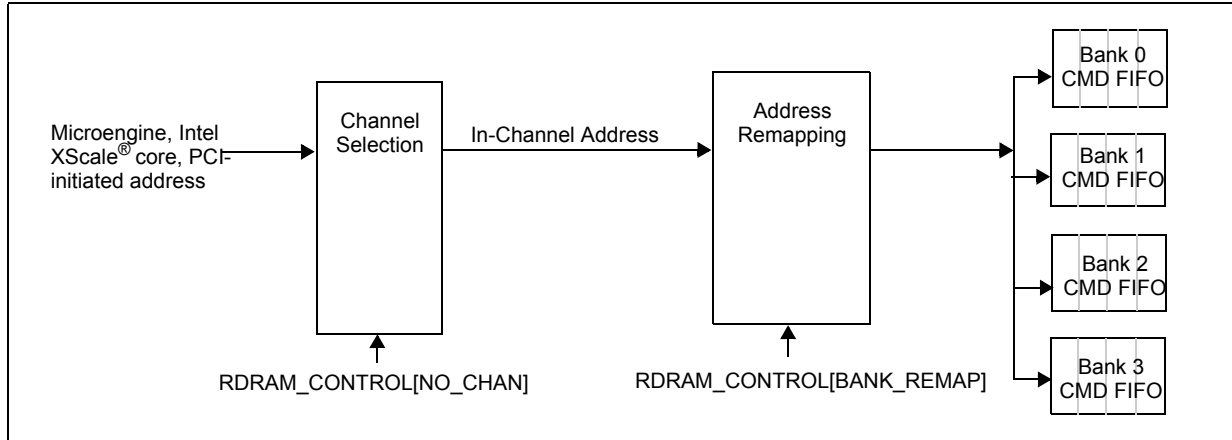 Microengine, Intel
XScale® core, PCI-
initiated address
Channel
Selection
RDRAM_CONTROL[NO_CHAN]
In-Channel Address
Address
Remapping
RDRAM_CONTROL[BANK_REMAP]
Bank 0
CMD FIFO
Bank 1
CMD FIFO
Bank 2
CMD FIFO
Bank 3
CMD FIFO